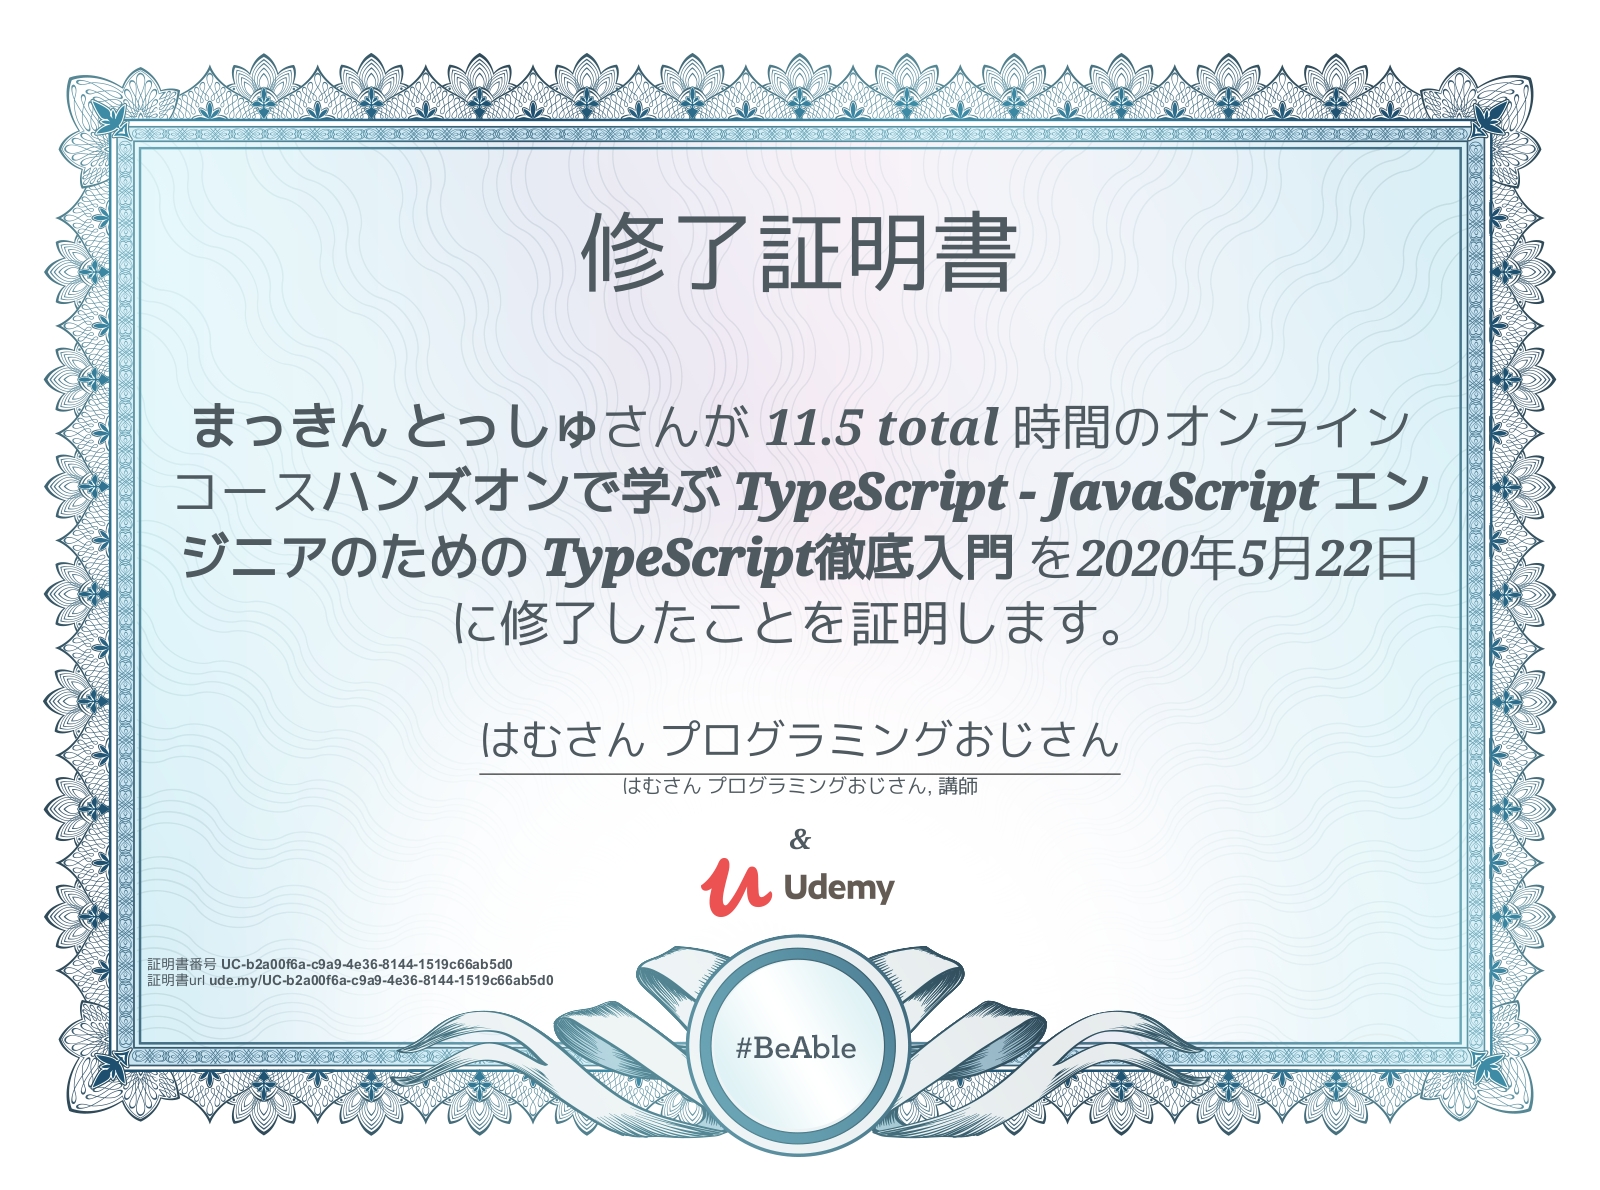 修了証明書
まっきん とっしゅさんが 11.5 total 時間のオンライン
コースハンズオンで学ぶ TypeScript - JavaScript エン
ジニアのための TypeScript徹底入門 を2020年5月22日
に修了したことを証明します。
はむさん プログラミングおじさん
はむさん プログラミングおじさん, 講師
&
Udemy
証明書番号 UC-b2a00f6a-c9a9-4e36-8144-1519c66ab5d0
証明書url ude.my/UC-b2a00f6a-c9a9-4e36-8144-1519c66ab5d0
#BeAble